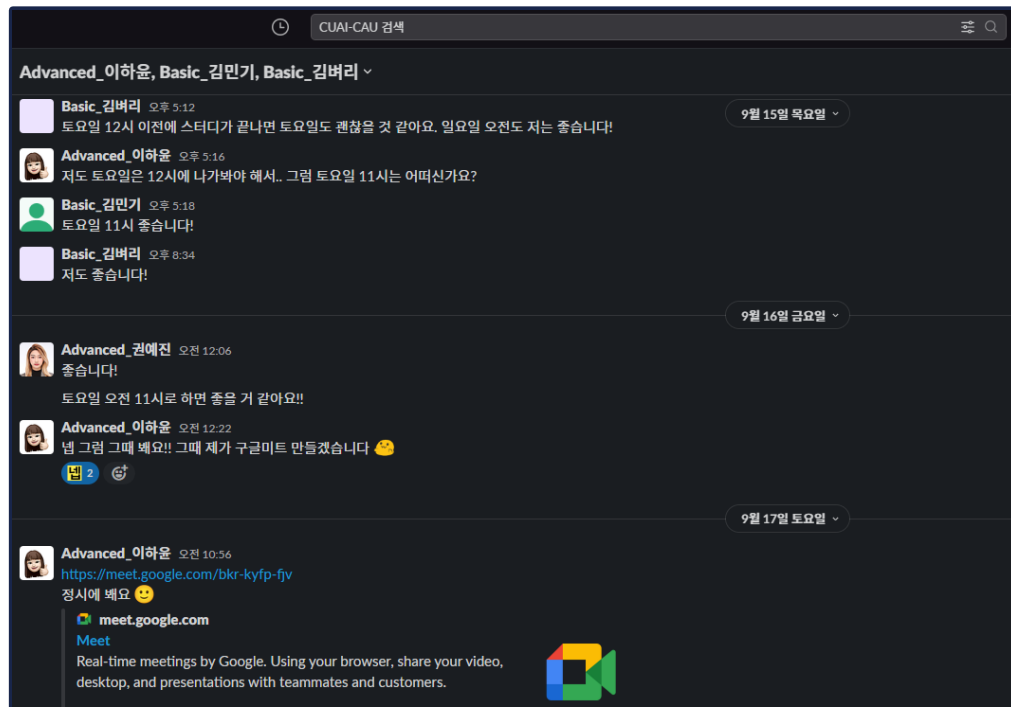 CUAI-CAU 검색
Advanced_이하윤, Basic_김민기, Basic_김벼리
9월 15일 목요일
Basic_김벼리 오후 5:12
토요일 12시 이전에 스터디가 끝나면 토요일도 괜찮을 것 같아요. 일요일 오전도 저는 좋습니다!
Advanced_이하윤 오후 5:16
저도 토요일은 12시에 나가봐야 해서.. 그럼 토요일 11시는 어떠신가요?
Basic_김민기 오후 5:18
토요일 11시 좋습니다!
Basic_김벼리 오후 8:34
저도 좋습니다!
9월 16일 금요일
Advanced_권예진 오전 12:06
좋습니다!
토요일 오전 11시로 하면 좋을 거 같아요!!
Advanced_이하윤 오전 12:22
넵 그럼 그때 봬요!! 그때 제가 구글미트 만들겠습니다 🤔
넵 2
9월 17일 토요일
Advanced_이하윤 오전 10:56
https://meet.google.com/bkr-kyfp-fjv
정시에 봬요 🙂
meet.google.com
Meet
Real-time meetings by Google. Using your browser, share your video,
desktop, and presentations with teammates and customers.